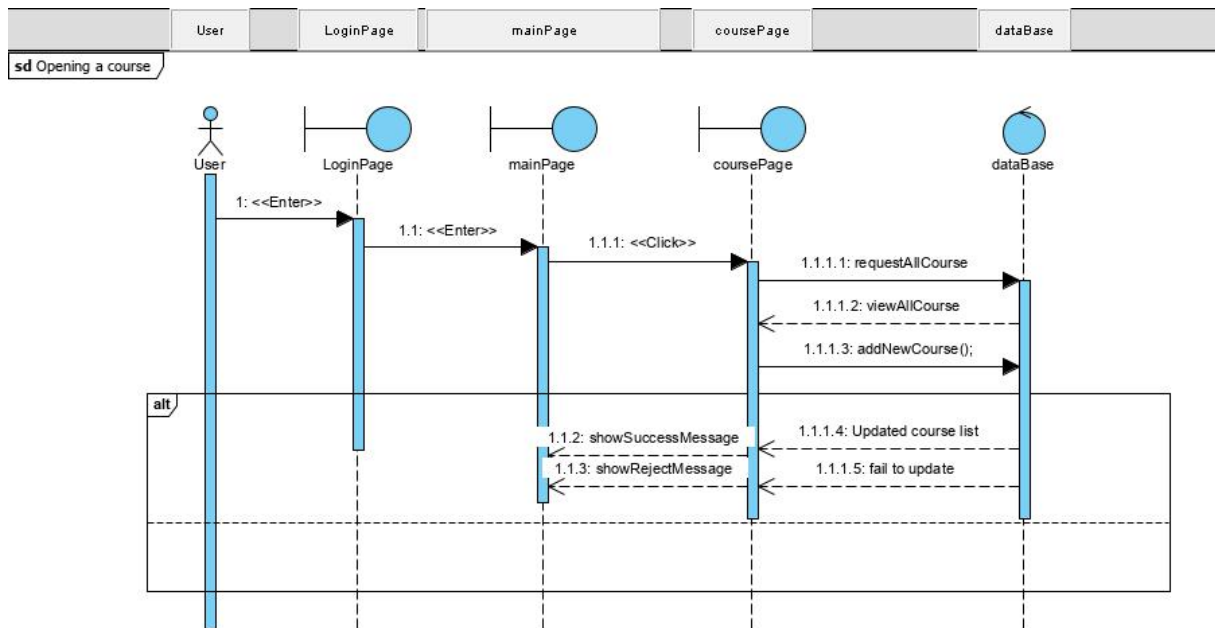 User LoginPage mainPage coursePage dataBase
sd Opening a course
User LoginPage mainPage coursePage dataBase
1: <<Enter>>
1.1: <<Enter>>
1.1.1: <<Click>>
1.1.1.1: requestAllCourse
1.1.1.2: viewAllCourse
1.1.1.3: addNewCourse();
alt
1.1.1.4: Updated course list
1.1.2: showSuccessMessage
1.1.1.5: fail to update
1.1.3: showRejectMessage